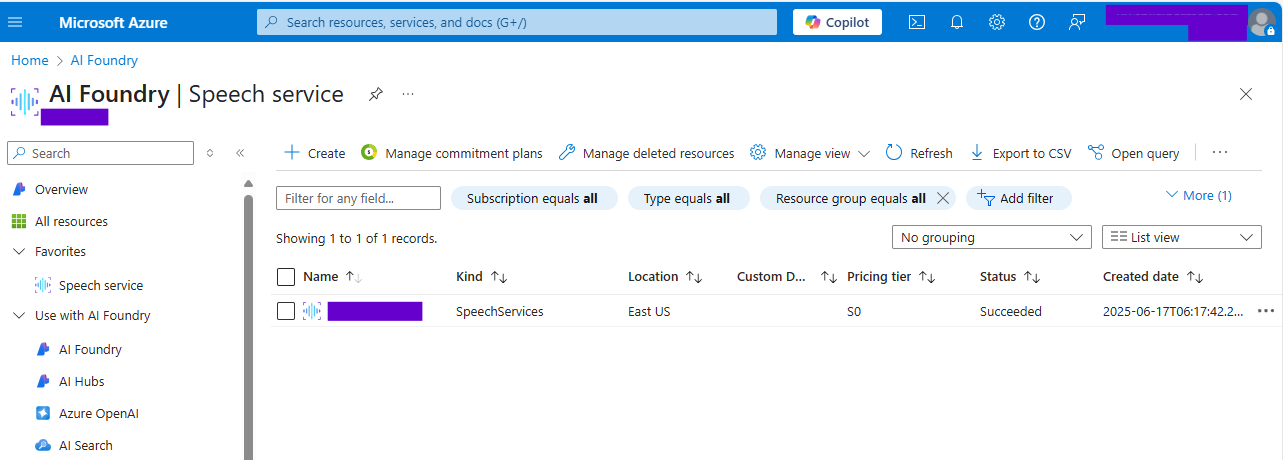 Microsoft Azure
Search resources, services, and docs (G+/)
Copilot
Home > AI Foundry
AI Foundry | Speech service
Search
Create
Manage commitment plans
Manage deleted resources
Manage view
Refresh
Export to CSV
Open query
Overview
All resources
Favorites
Speech service
Use with AI Foundry
AI Foundry
AI Hubs
Azure OpenAI
AI Search
Filter for any field...
Subscription equals all
Type equals all
Resource group equals all
Add filter
More (1)
Showing 1 to 1 of 1 records.
No grouping
List view
Name Kind Location Custom D... Pricing tier Status Created date
SpeechServices East US S0 Succeeded 2025-06-17T06:17:42.2...